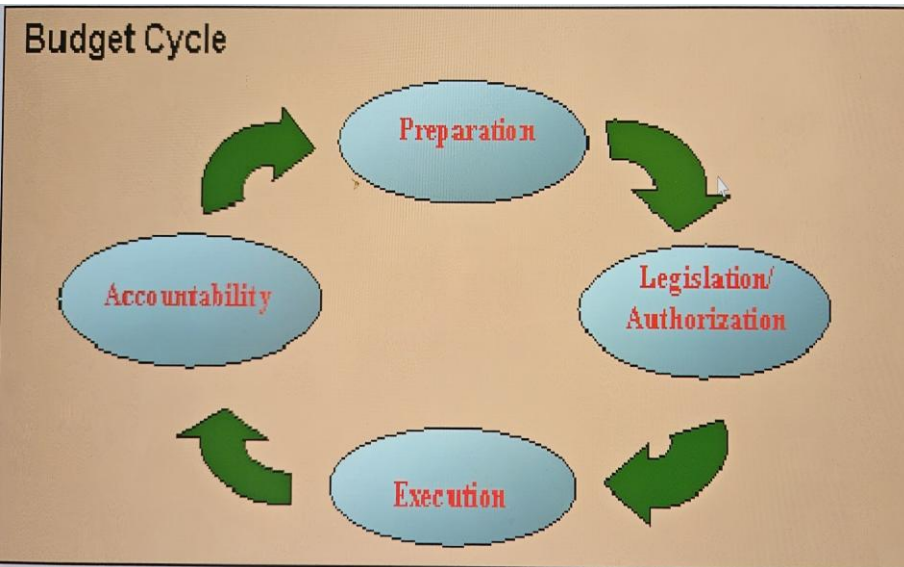 Budget Cycle
Preparation
Legislation/
Authorization
Execution
Accountability